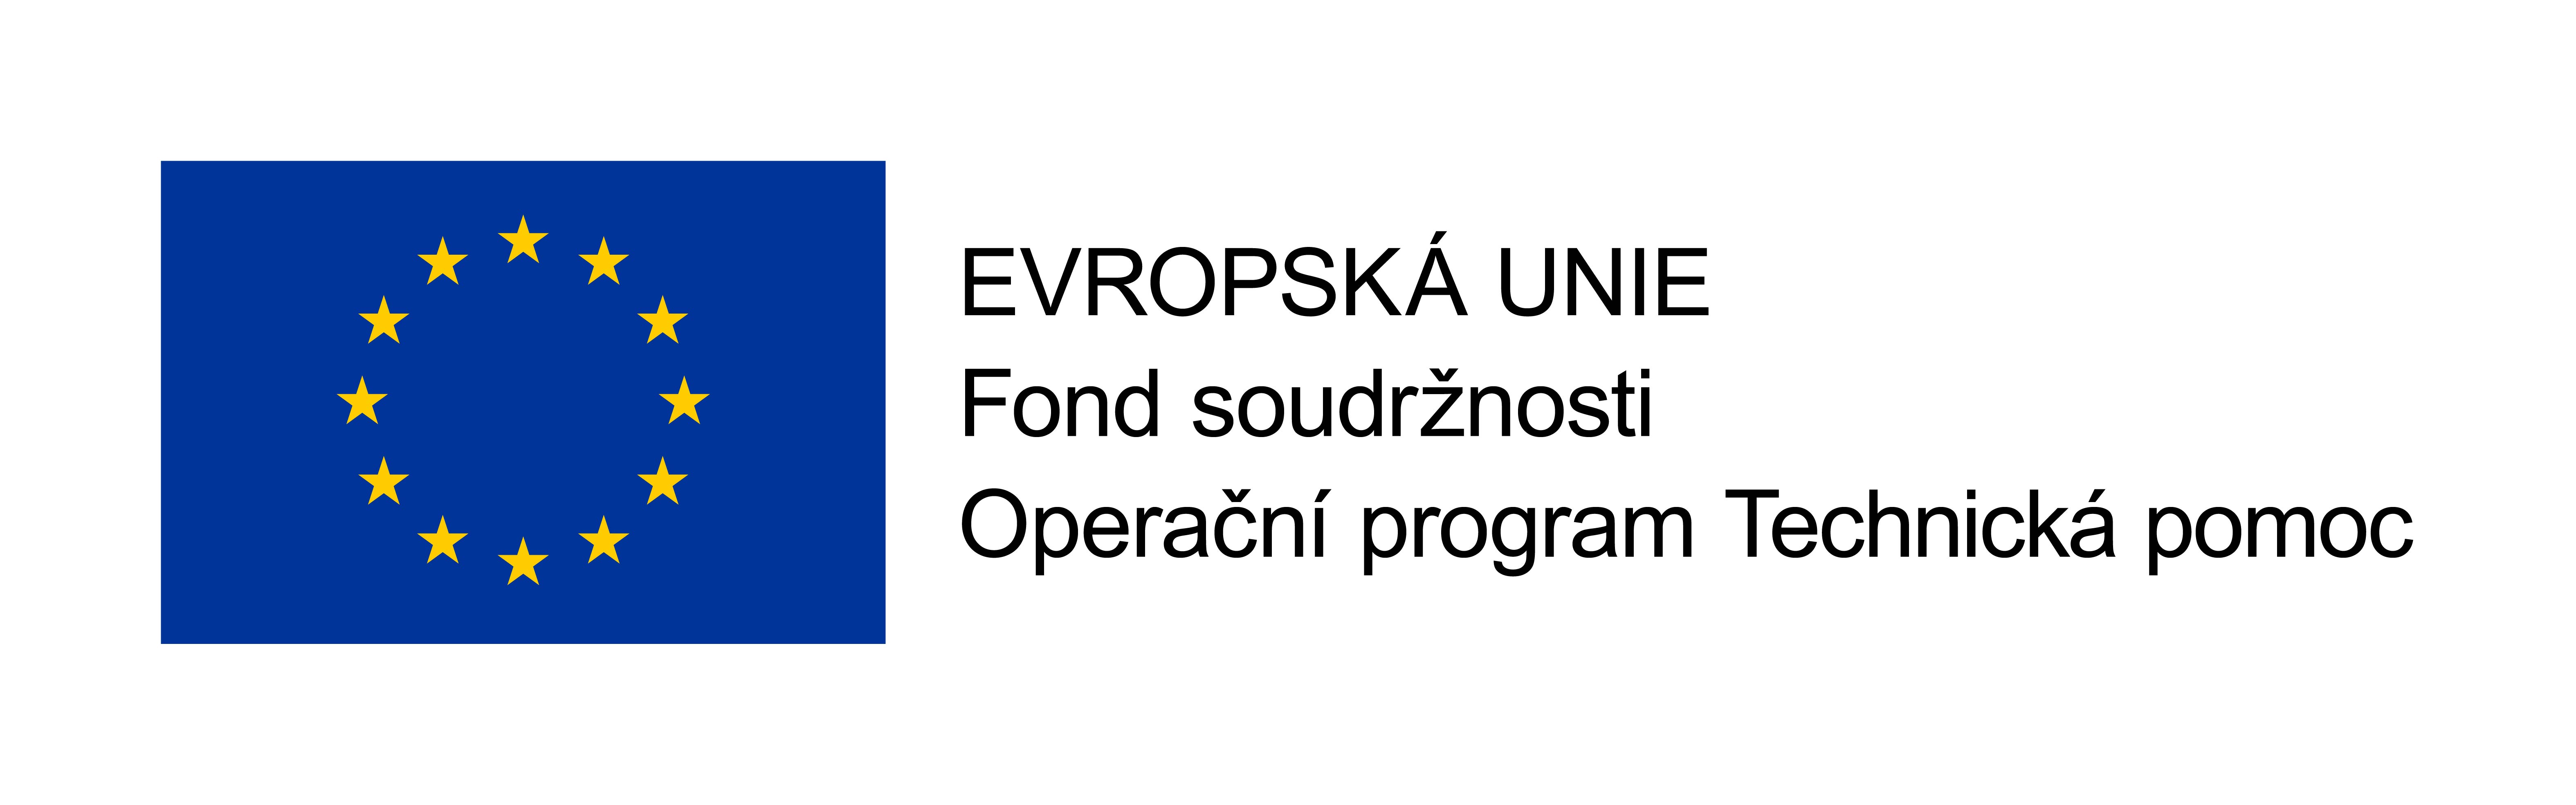 EVROPSKÁ UNIE
Fond soudržnosti
Operační program Technická pomoc